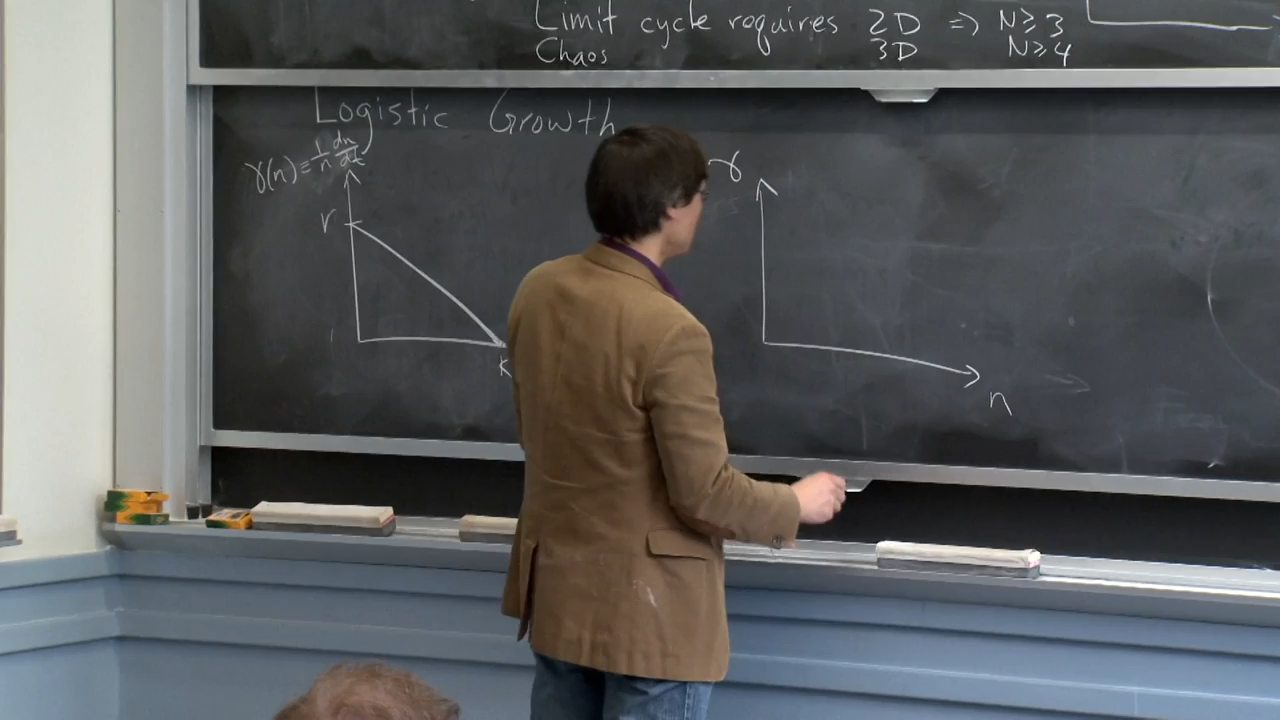 Limit cycle requires 2D => N≥3
Chaos 3D N≥4
Logistic Growth
γ(n) ≡ 1/n dn/dt
γ
r
K
n